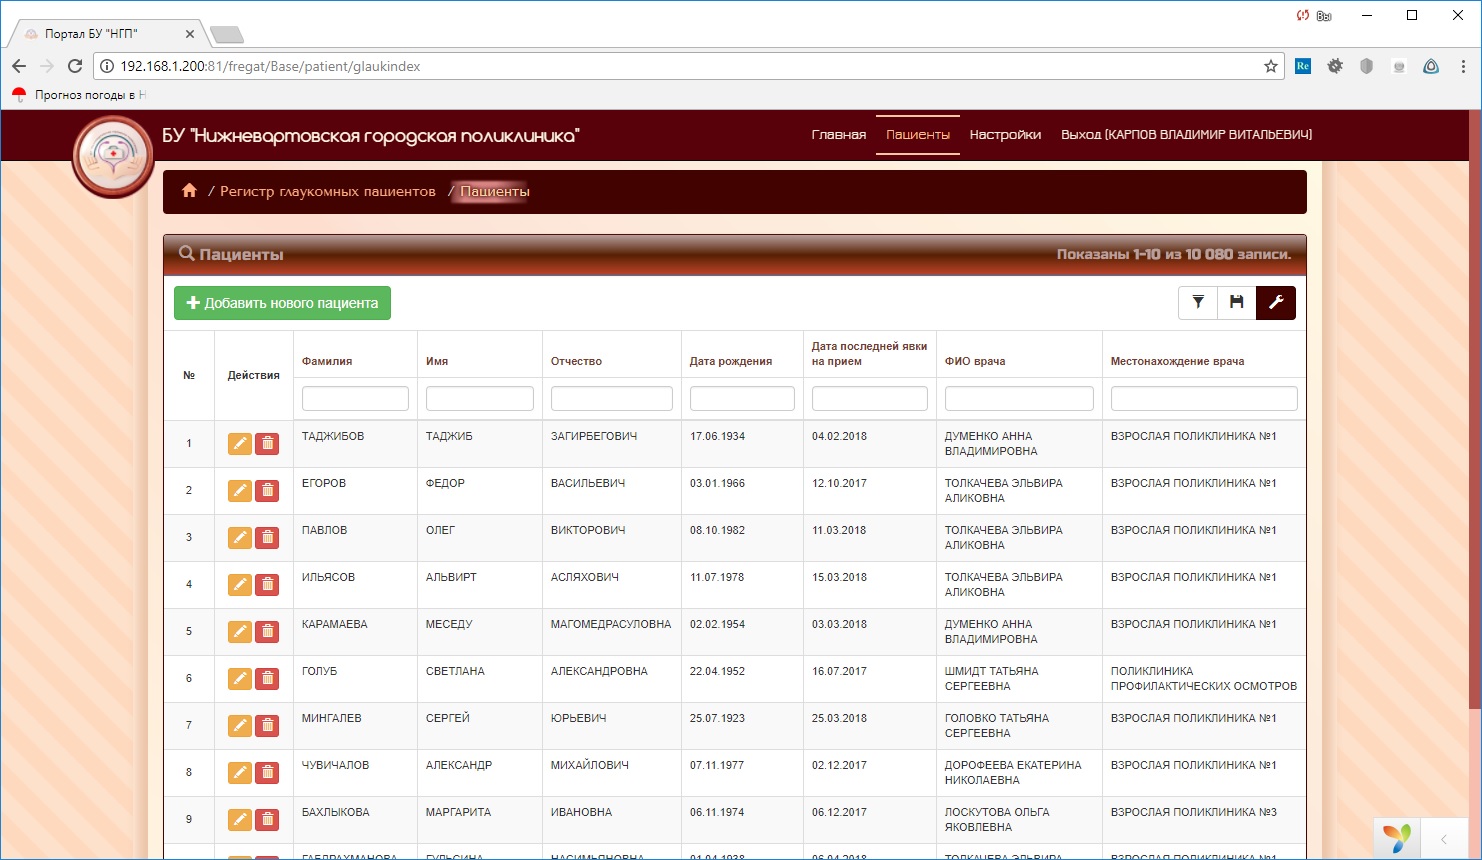 Вы
Портал БУ "НГП"
192.168.1.200:81/fregat/Base/patient/glaukindex
Re
Прогноз погоды в Н
БУ "Нижневартовская городская поликлиника"
Главная Пациенты Настройки Выход (КАРПОВ ВЛАДИМИР ВИТАЛЬЕВИЧ)
/ Регистр глаукомных пациентов / Пациенты
Пациенты Показаны 1-10 из 10 080 записи.
Добавить нового пациента
№ Действия Фамилия Имя Отчество Дата рождения Дата последней явки на прием ФИО врача Местонахождение врача
1 ТАДЖИБОВ ТАДЖИБ ЗАГИРБЕГОВИЧ 17.06.1934 04.02.2018 ДУМЕНКО АННА ВЛАДИМИРОВНА ВЗРОСЛАЯ ПОЛИКЛИНИКА №1
2 ЕГОРОВ ФЕДОР ВАСИЛЬЕВИЧ 03.01.1966 12.10.2017 ТОЛКАЧЕВА ЭЛЬВИРА АЛИКОВНА ВЗРОСЛАЯ ПОЛИКЛИНИКА №1
3 ПАВЛОВ ОЛЕГ ВИКТОРОВИЧ 08.10.1982 11.03.2018 ТОЛКАЧЕВА ЭЛЬВИРА АЛИКОВНА ВЗРОСЛАЯ ПОЛИКЛИНИКА №1
4 ИЛЬЯСОВ АЛЬВИРТ АСЛЯХОВИЧ 11.07.1978 15.03.2018 ТОЛКАЧЕВА ЭЛЬВИРА АЛИКОВНА ВЗРОСЛАЯ ПОЛИКЛИНИКА №1
5 КАРАМАЕВА МЕСЕДУ МАГОМЕДРАСУЛОВНА 02.02.1954 03.03.2018 ДУМЕНКО АННА ВЛАДИМИРОВНА ВЗРОСЛАЯ ПОЛИКЛИНИКА №1
6 ГОЛУБ СВЕТЛАНА АЛЕКСАНДРОВНА 22.04.1952 16.07.2017 ШМИДТ ТАТЬЯНА СЕРГЕЕВНА ПОЛИКЛИНИКА ПРОФИЛАКТИЧЕСКИХ ОСМОТРОВ
7 МИНГАЛЕВ СЕРГЕЙ ЮРЬЕВИЧ 25.07.1923 25.03.2018 ГОЛОВКО ТАТЬЯНА СЕРГЕЕВНА ВЗРОСЛАЯ ПОЛИКЛИНИКА №1
8 ЧУВИЧАЛОВ АЛЕКСАНДР МИХАЙЛОВИЧ 07.11.1977 02.12.2017 ДОРОФЕЕВА ЕКАТЕРИНА НИКОЛАЕВНА ВЗРОСЛАЯ ПОЛИКЛИНИКА №1
9 БАХЛЫКОВА МАРГАРИТА ИВАНОВНА 06.11.1974 06.12.2017 ЛОСКУТОВА ОЛЬГА ЯКОВЛЕВНА ВЗРОСЛАЯ ПОЛИКЛИНИКА №3